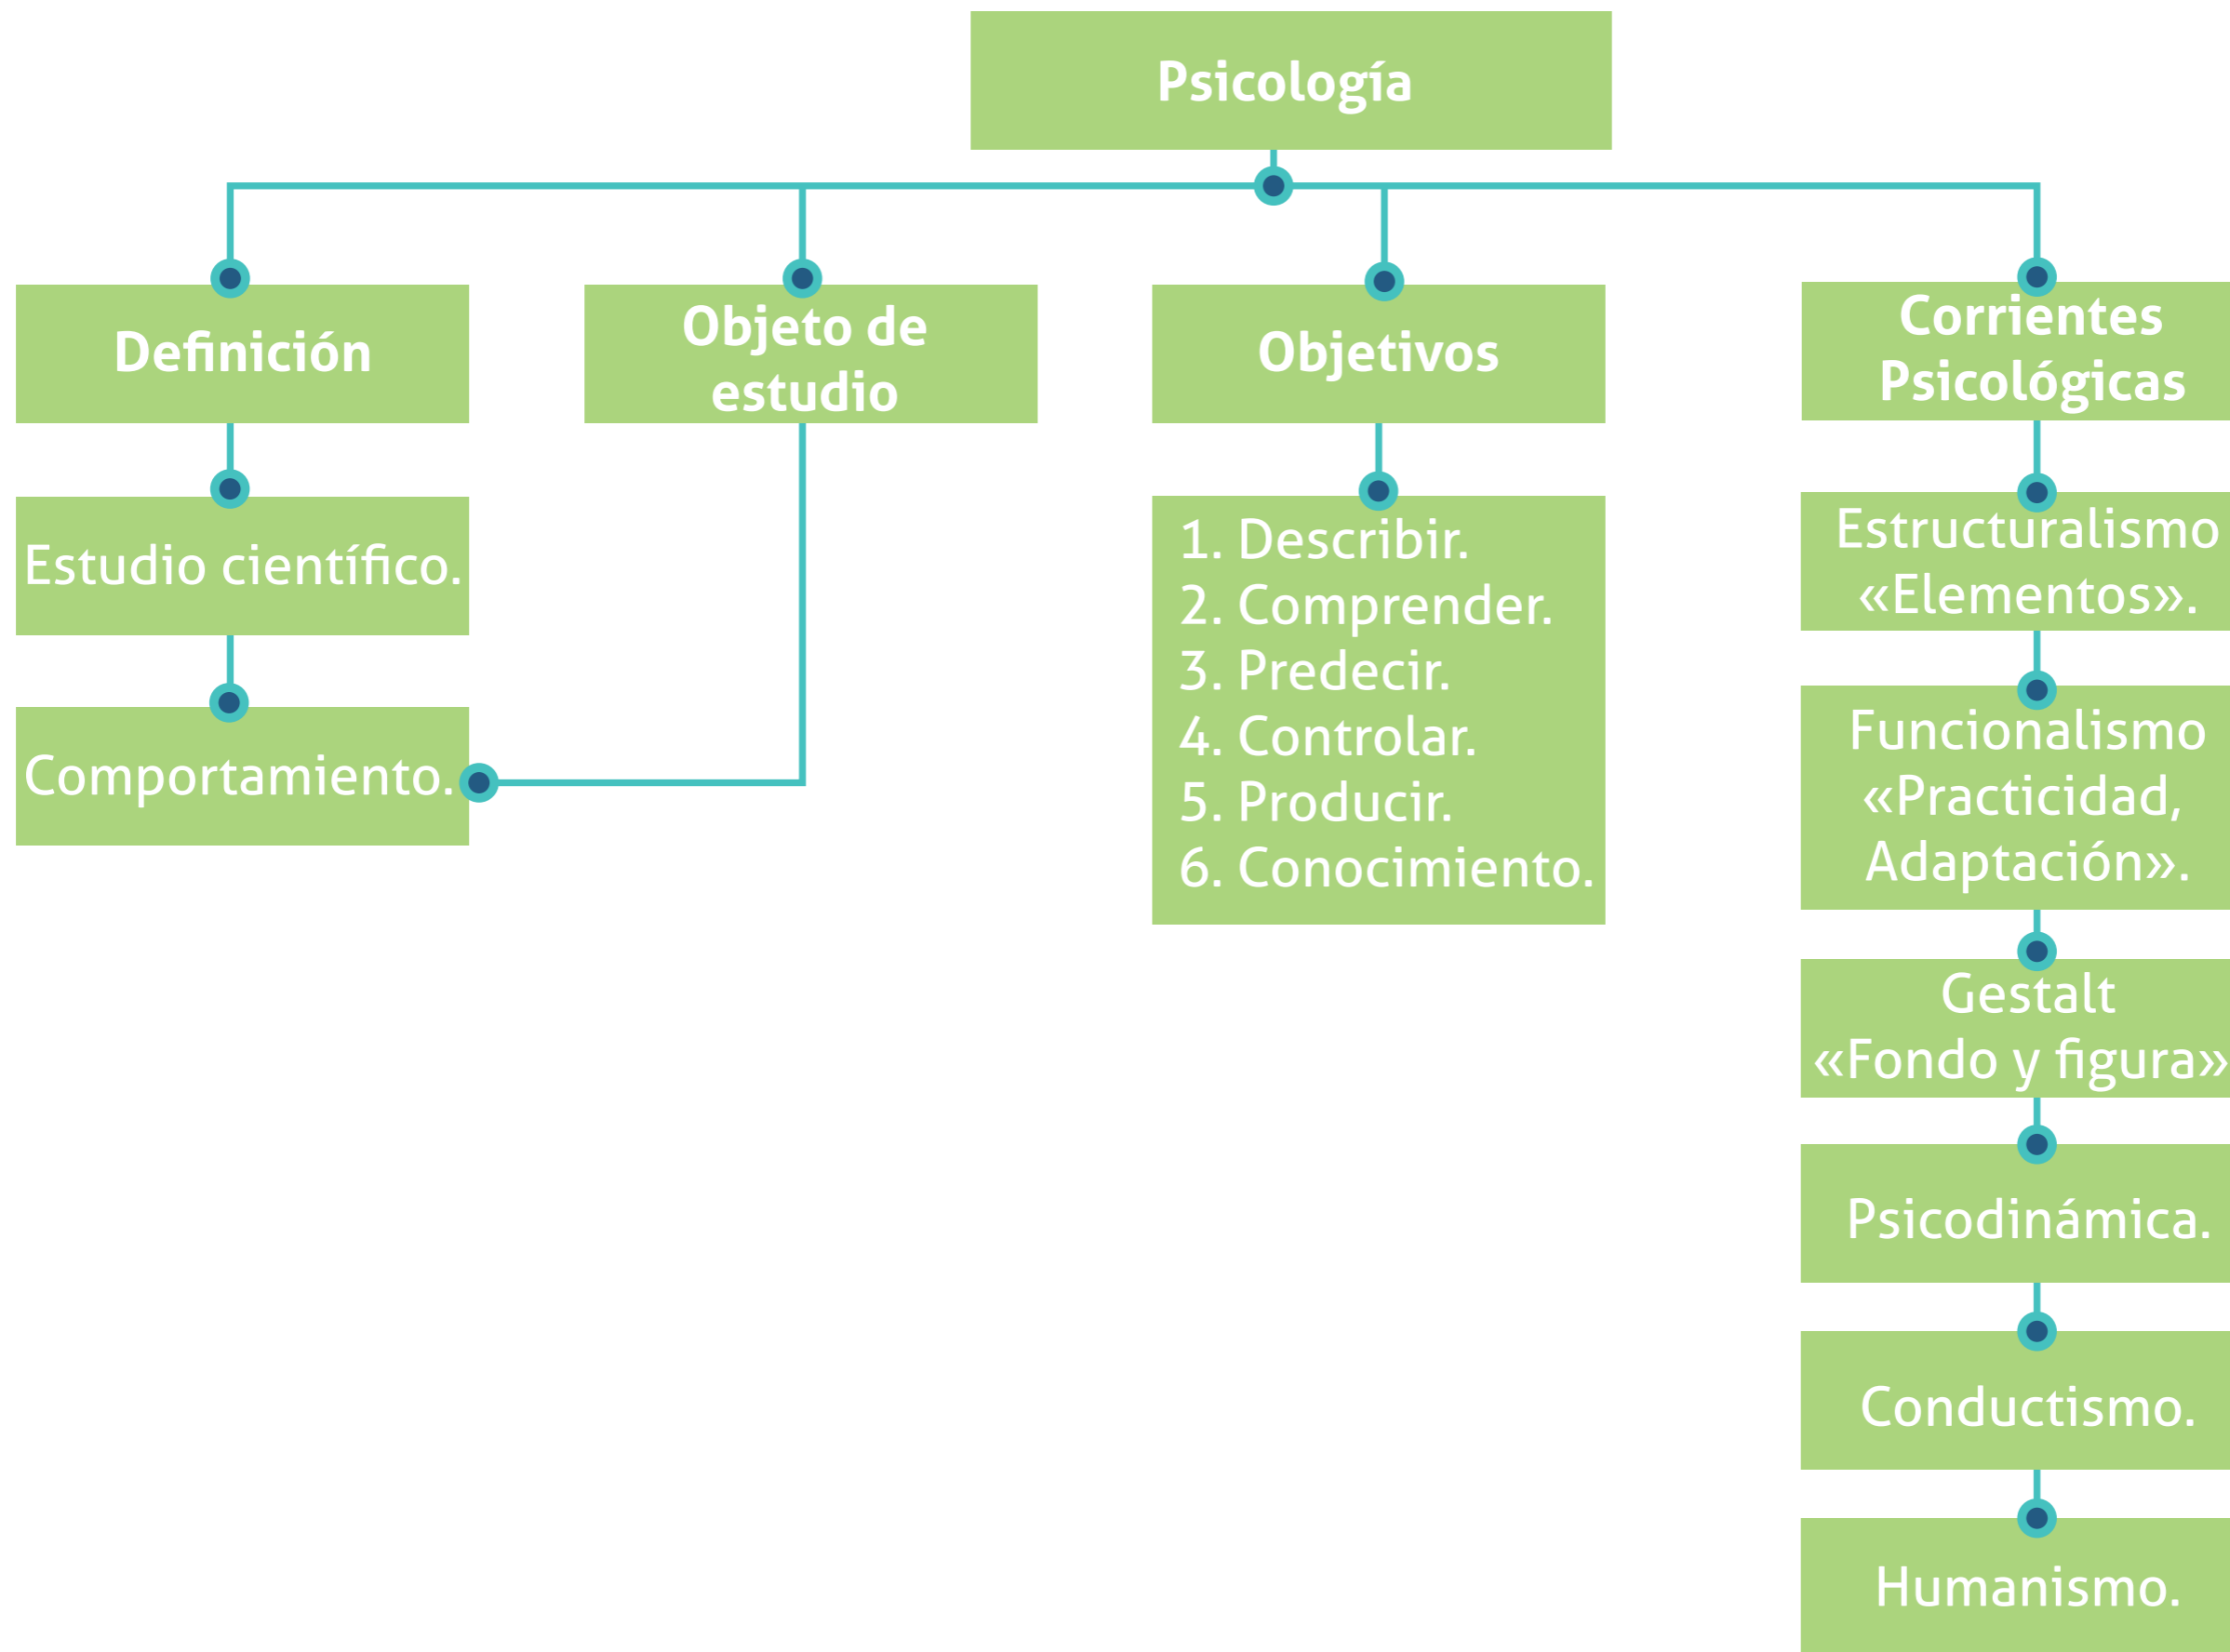 Psicología
Definición
Estudio científico.
Comportamiento.
Objeto de
estudio
Objetivos
1. Describir.
2. Comprender.
3. Predecir.
4. Controlar.
5. Producir.
6. Conocimiento.
Corrientes
Psicológicas
Estructuralismo
«Elementos».
Funcionalismo
«Practicidad,
Adaptación».
Gestalt
«Fondo y figura»
Psicodinámica.
Conductismo.
Humanismo.